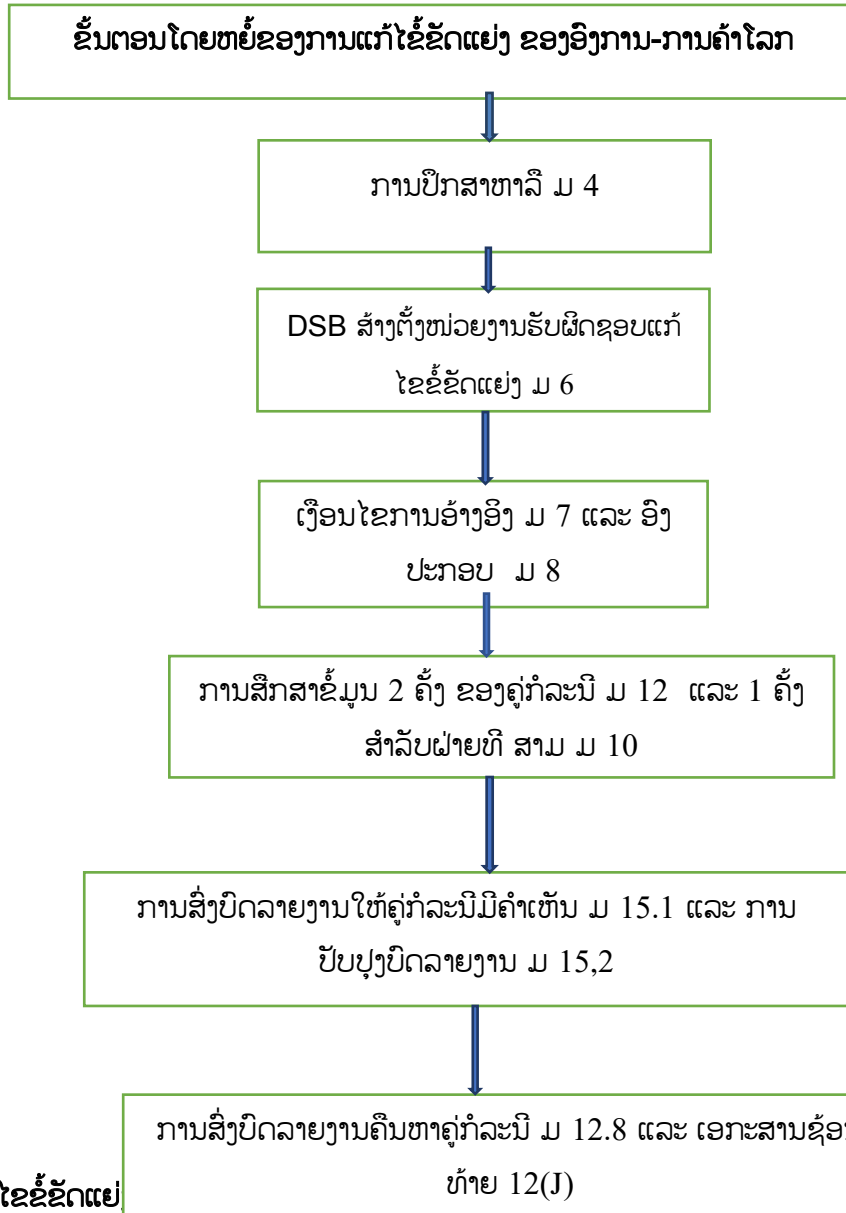 ຂັ້ນຕອນໂດຍຫຍໍ້ຂອງການແກ້ໄຂຂໍ້ຂັດແຍ່ງ ຂອງອົງການ-ການຄ້າໂລກ
ການປຶກສາຫາລື ມ 4
DSB ສ້າງຕັ້ງໜ່ວຍງານຮັບຜິດຊອບແກ້
ໄຂຂໍ້ຂັດແຍ່ງ ມ 6
ເງື່ອນໄຂການອ້າງອີງ ມ 7 ແລະ ອົງ
ປະກອບ ມ 8
ການສຶກສາຂໍ້ມູນ 2 ຄັ້ງ ຂອງຄູ່ກໍລະນີ ມ 12 ແລະ 1 ຄັ້ງ
ສຳລັບຝ່າຍທີ ສາມ ມ 10
ການສົ່ງບົດລາຍງານໃຫ້ຄູ່ກໍລະນີມີຄຳເຫັນ ມ 15.1 ແລະ ການ
ປັບປຸງບົດລາຍງານ ມ 15,2
ການສົ່ງບົດລາຍງານຄືນຫາຄູ່ກໍລະນີ ມ 12.8 ແລະ ເອກະສານຊ້ອນ
ທ້າຍ 12(J)
ໄຂຂໍ້ຂັດແຍ່